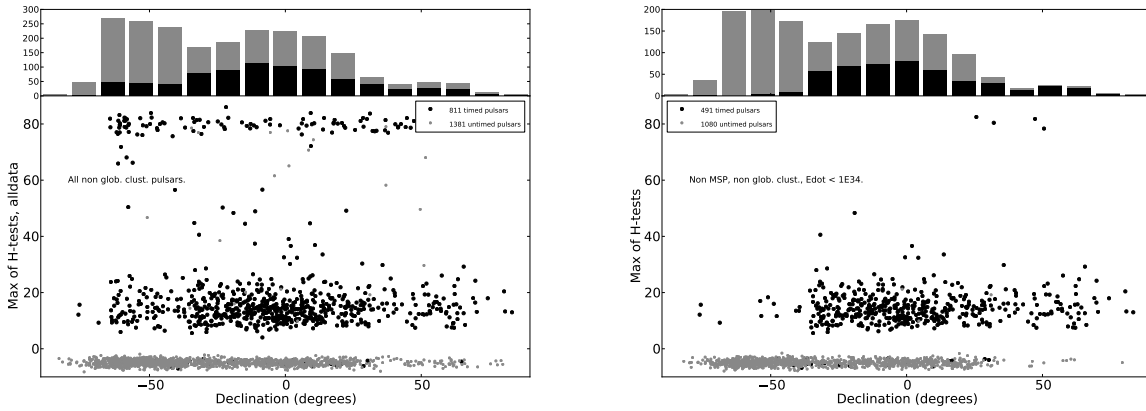 300
250
200
150
100
50
0
811 timed pulsars
1381 untimed pulsars
80
60
40
20
0
All non glob. clust. pulsars.
Max of H-tests, alldata
−50
0
50
Declination (degrees)
200
150
100
50
0
491 timed pulsars
1080 untimed pulsars
80
60
40
20
0
Non MSP, non glob. clust., Edot < 1E34.
Max of H-tests
−50
0
50
Declination (degrees)